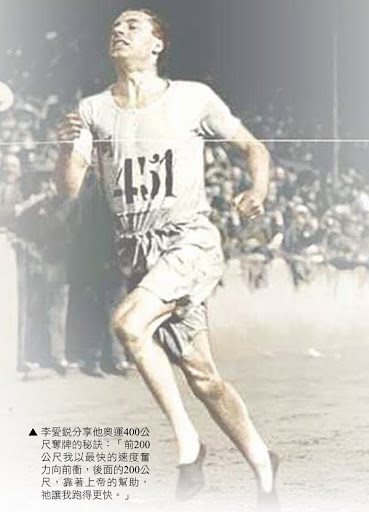 451
▲ 李愛銳分享他奧運400公
尺奪牌的秘訣:「前200
公尺我以最快的速度奮
力向前衝,後面的200公
尺,靠著上帝的幫助,
祂讓我跑得更快。」